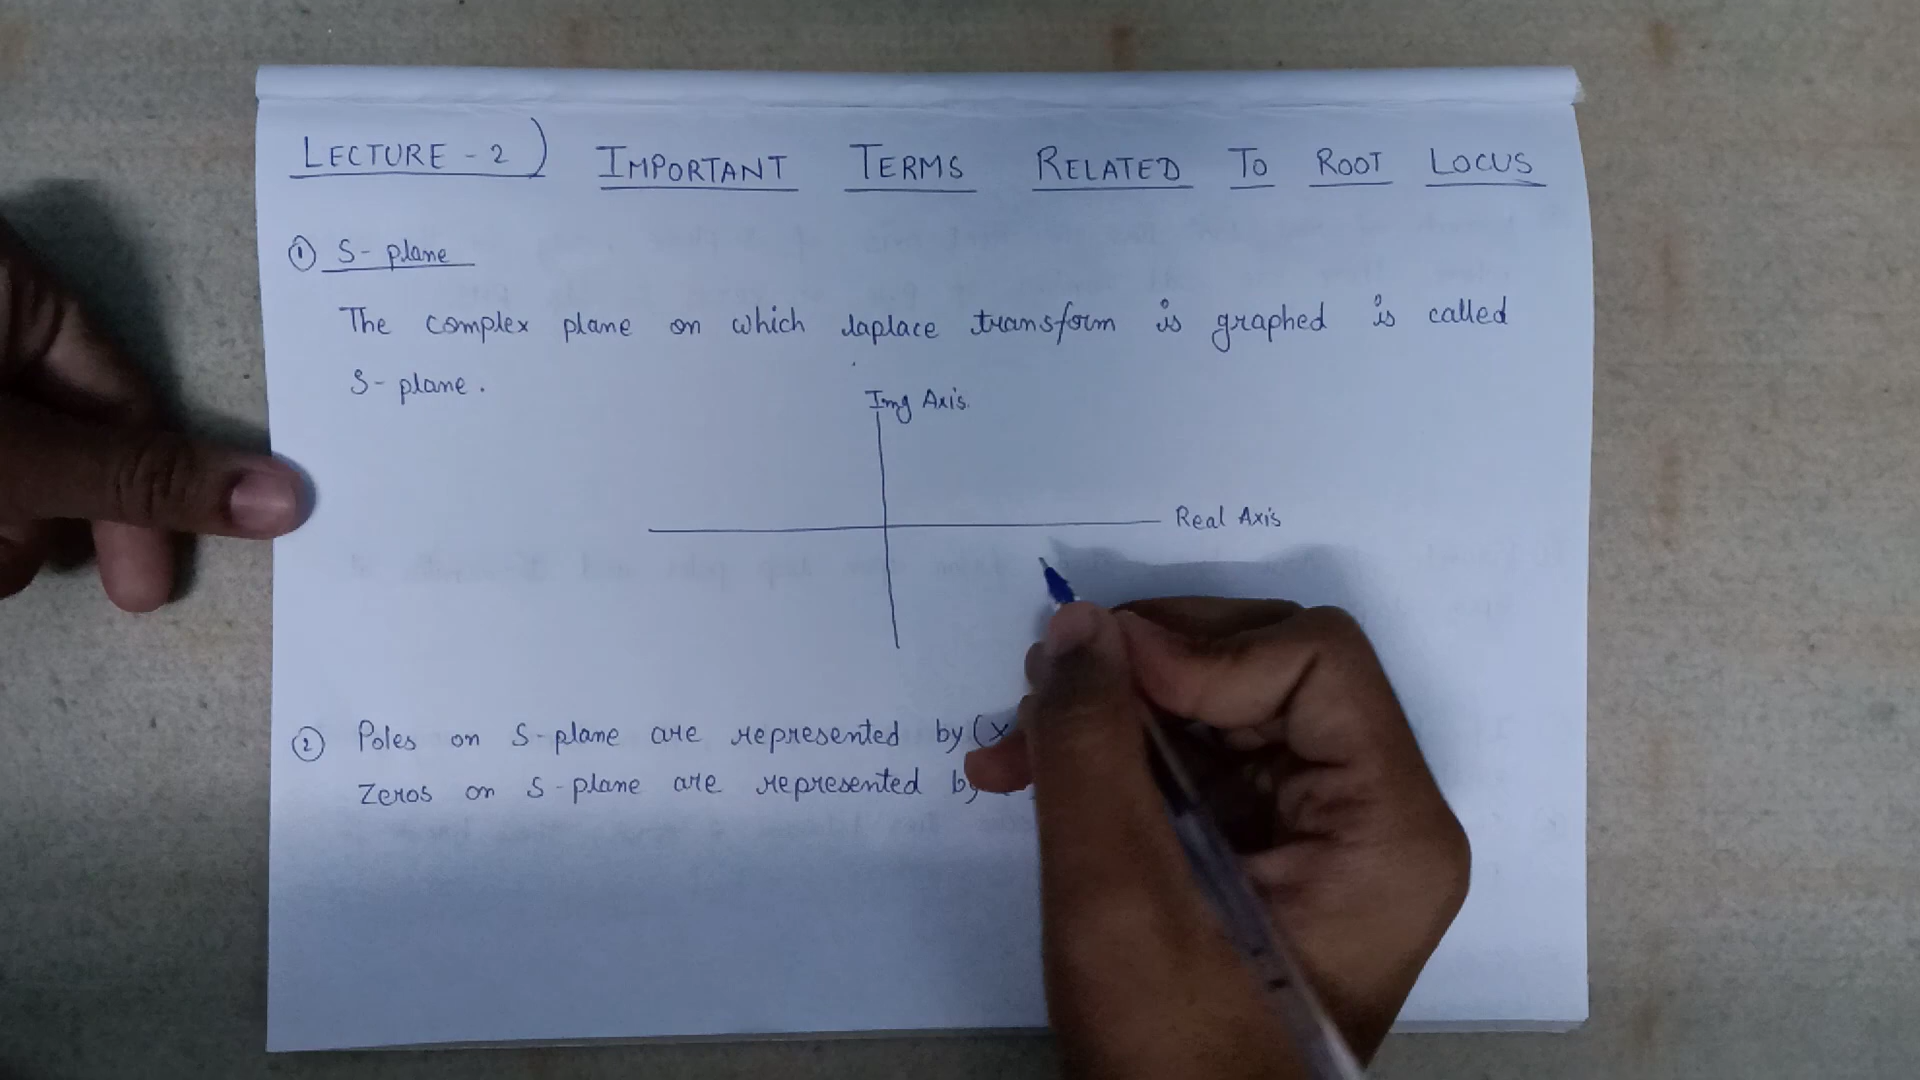 LECTURE - 2) IMPORTANT TERMS RELATED TO ROOT LOCUS
① S- plane
The complex plane on which laplace transform is graphed is called
S- plane.
Img Axis.
Real Axis
② Poles on S-plane are represented by (x
Zeros on S-plane are represented by